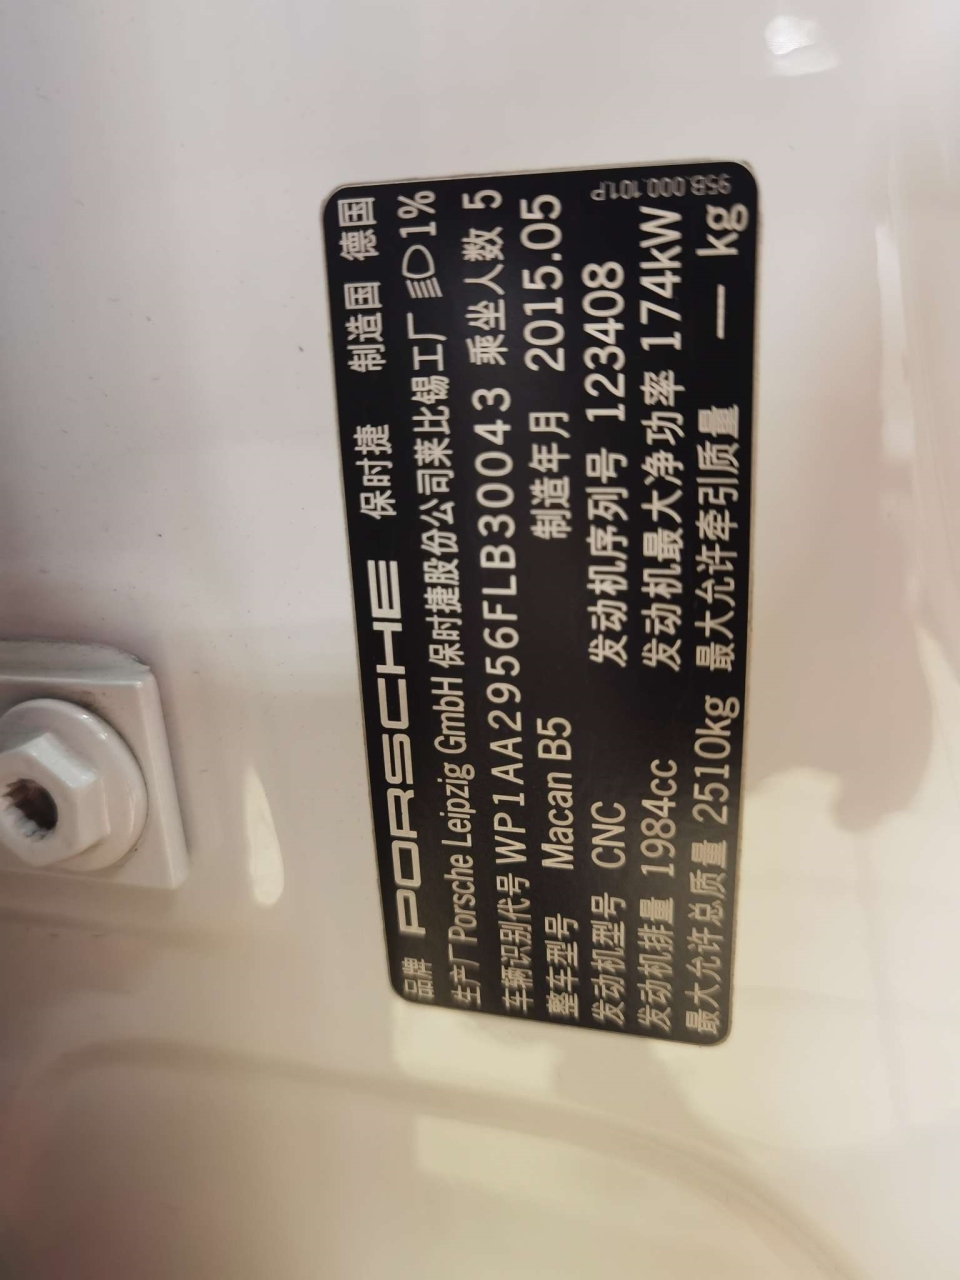 品牌 PORSCHE 保时捷 制造国 德国
生产厂 Porsche Leipzig GmbH 保时捷股份公司莱比锡工厂 1%
车辆识别代号 WP1AA2956FLB30043 乘坐人数 5
整车型号 Macan B5 制造年月 2015.05
发动机型号 CNC 发动机序列号 123408
发动机排量 1984cc 发动机最大净功率 174kW
最大允许总质量 2510kg 最大允许牵引质量 — kg
95B.000.101.P